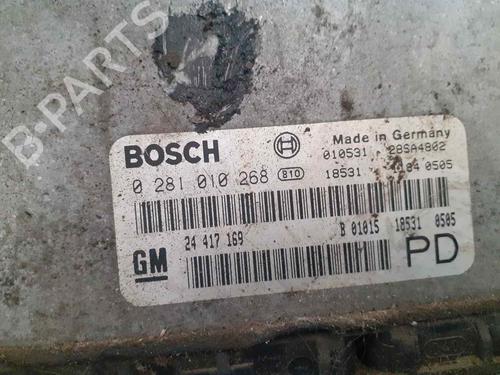 B-PARTS
BOSCH
Made in Germany
010531 28SA4802
0 281 010 268 810 18531 0505
24 417 169 B 01015 18531 0505
GM PD